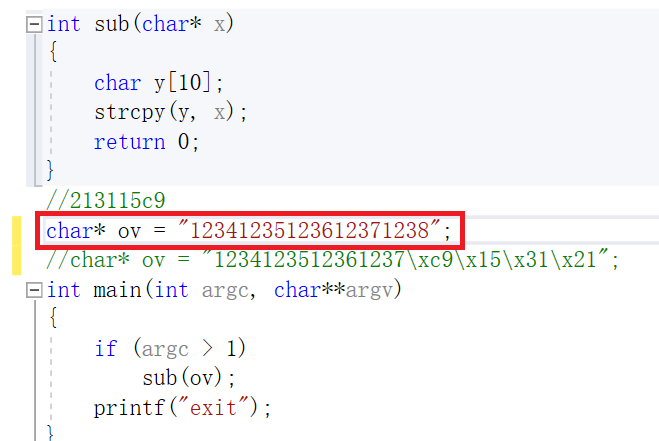 int sub(char* x)
{
char y[10];
strcpy(y, x);
return 0;
}
//213115c9
char* ov = "12341235123612371238";
//char* ov = "1234123512361237\xc9\x15\x31\x21";
int main(int argc, char**argv)
{
if (argc > 1)
sub(ov);
printf("exit");
}